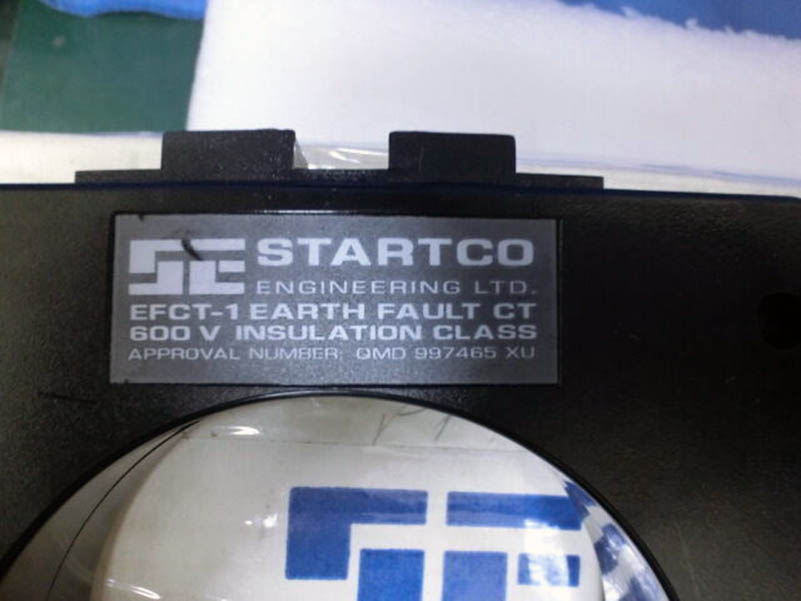 STARTCO
ENGINEERING LTD.
EFCT-1 EARTH FAULT CT
600 V INSULATION CLASS
APPROVAL NUMBER: QMD 997465 XU